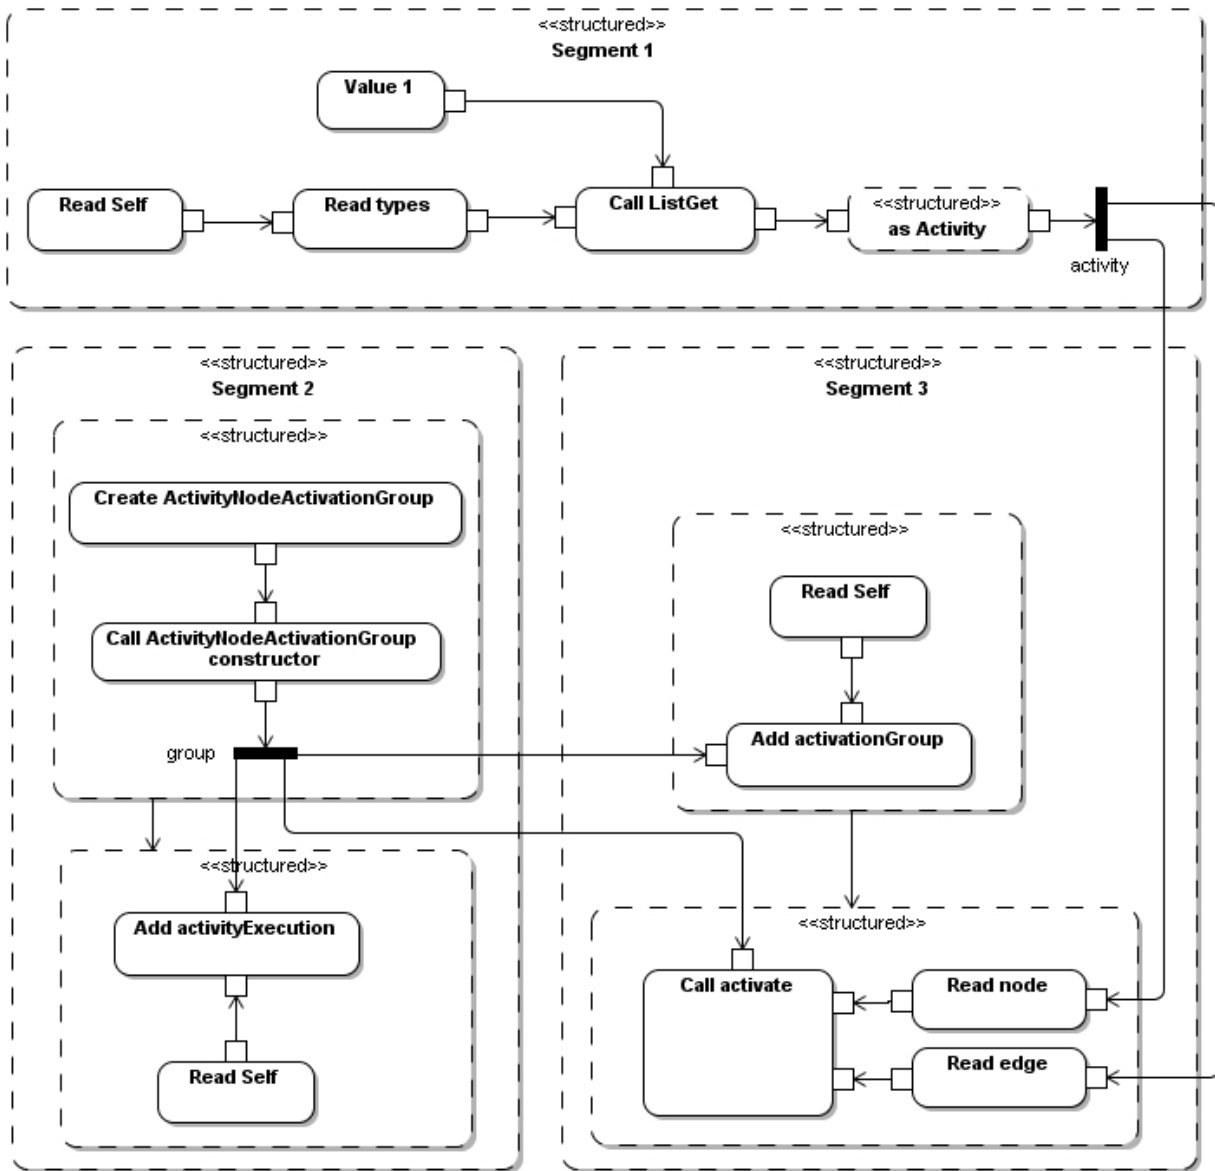 <<structured>>
Segment 1
Value 1
Read Self
Read types
Call ListGet
<<structured>>
as Activity
activity
<<structured>>
Segment 2
<<structured>>
Create ActivityNodeActivationGroup
Call ActivityNodeActivationGroup
constructor
group
<<structured>>
Add activityExecution
Read Self
<<structured>>
Segment 3
<<structured>>
Read Self
Add activationGroup
<<structured>>
Call activate
Read node
Read edge